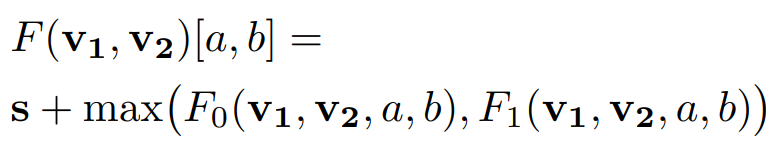 F(v₁, v₂)[a, b] =
s + max(F₀(v₁, v₂, a, b), F₁(v₁, v₂, a, b))